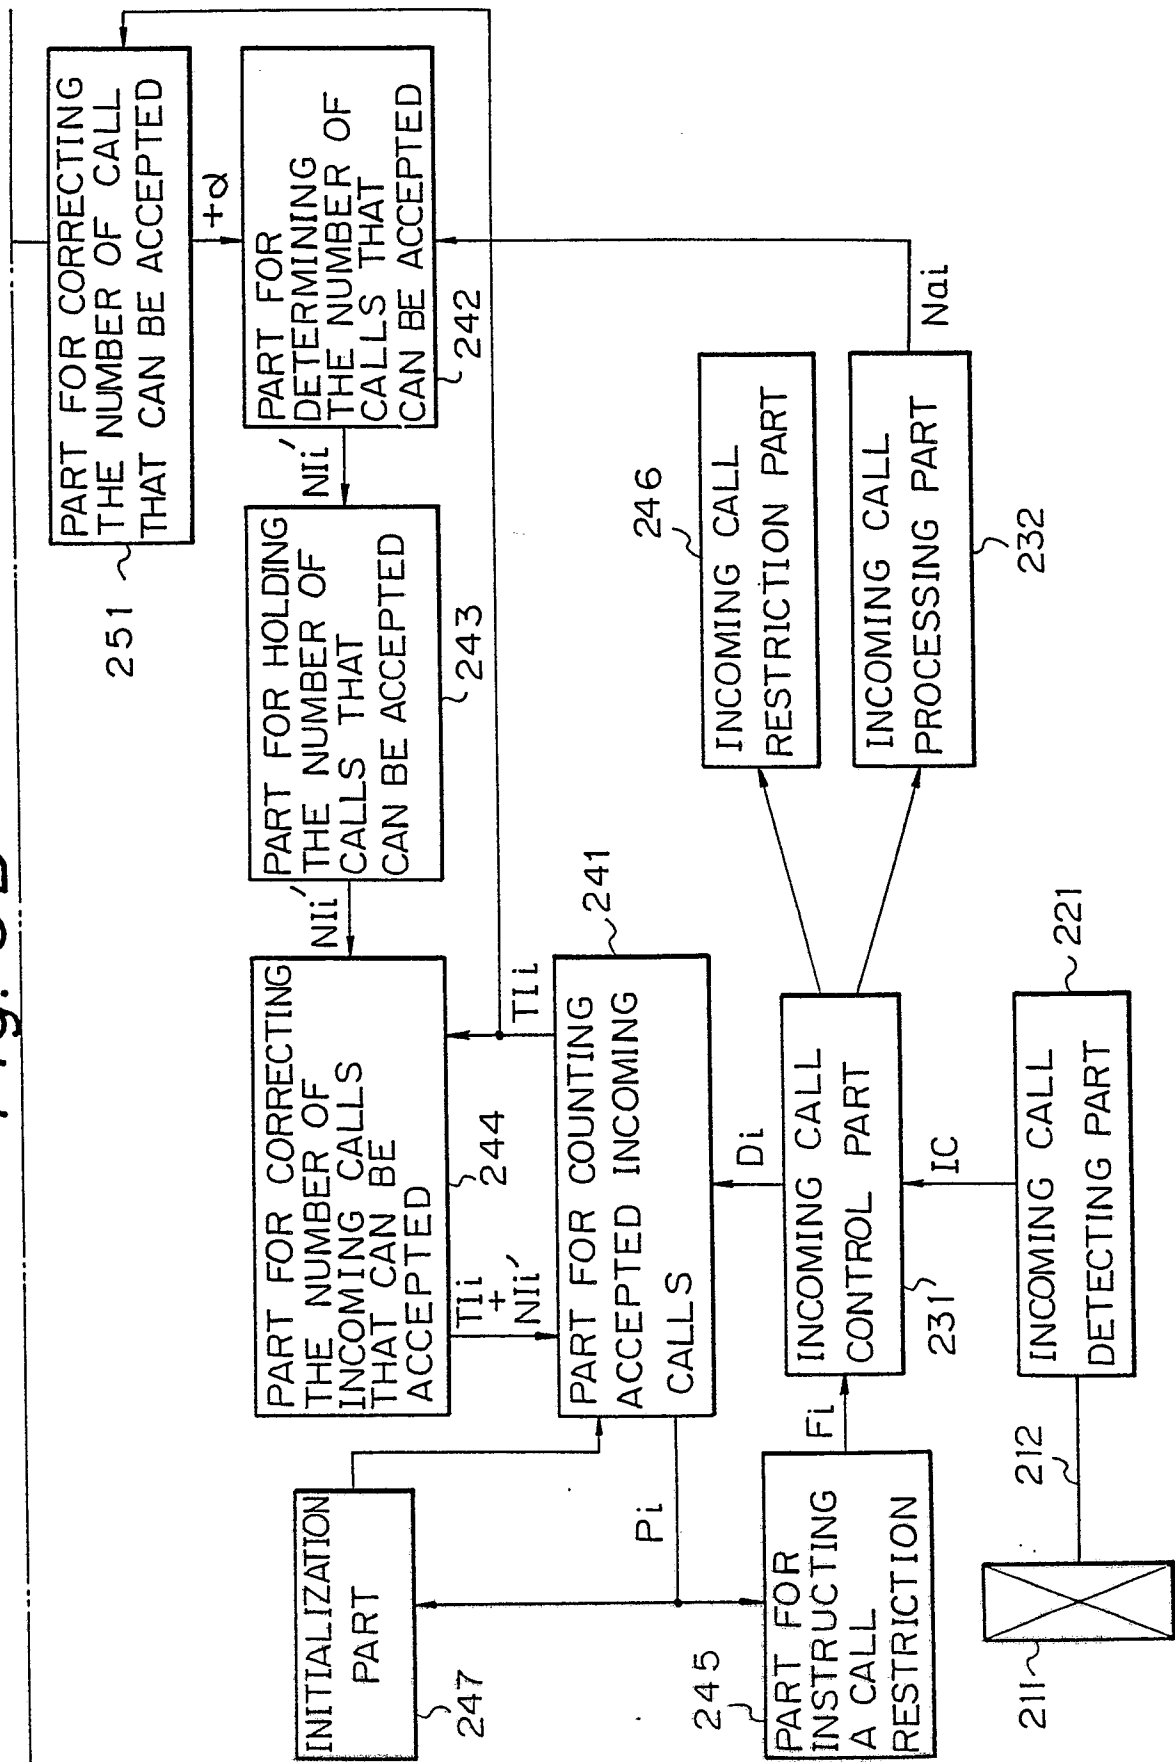 Fig.
PART FOR CORRECTING
THE NUMBER OF CALL
THAT CAN BE ACCEPTED
251
+α
INITIALIZATION
PART
247
PART FOR CORRECTING
THE NUMBER OF
INCOMING CALLS
THAT CAN BE
ACCEPTED
244
NIi'
PART FOR HOLDING
THE NUMBER OF
CALLS THAT
CAN BE ACCEPTED
243
NIi'
PART FOR
DETERMINING
THE NUMBER OF
CALLS THAT
CAN BE ACCEPTED
242
TIi
+
NIi'
TIi
PART FOR COUNTING
ACCEPTED INCOMING
CALLS
241
Pi
Di
PART FOR
INSTRUCTING
A CALL
RESTRICTION
245
Fi
INCOMING CALL
CONTROL PART
231
INCOMING CALL
RESTRICTION PART
246
INCOMING CALL
PROCESSING PART
232
Nai
IC
211
212
INCOMING CALL
DETECTING PART
221